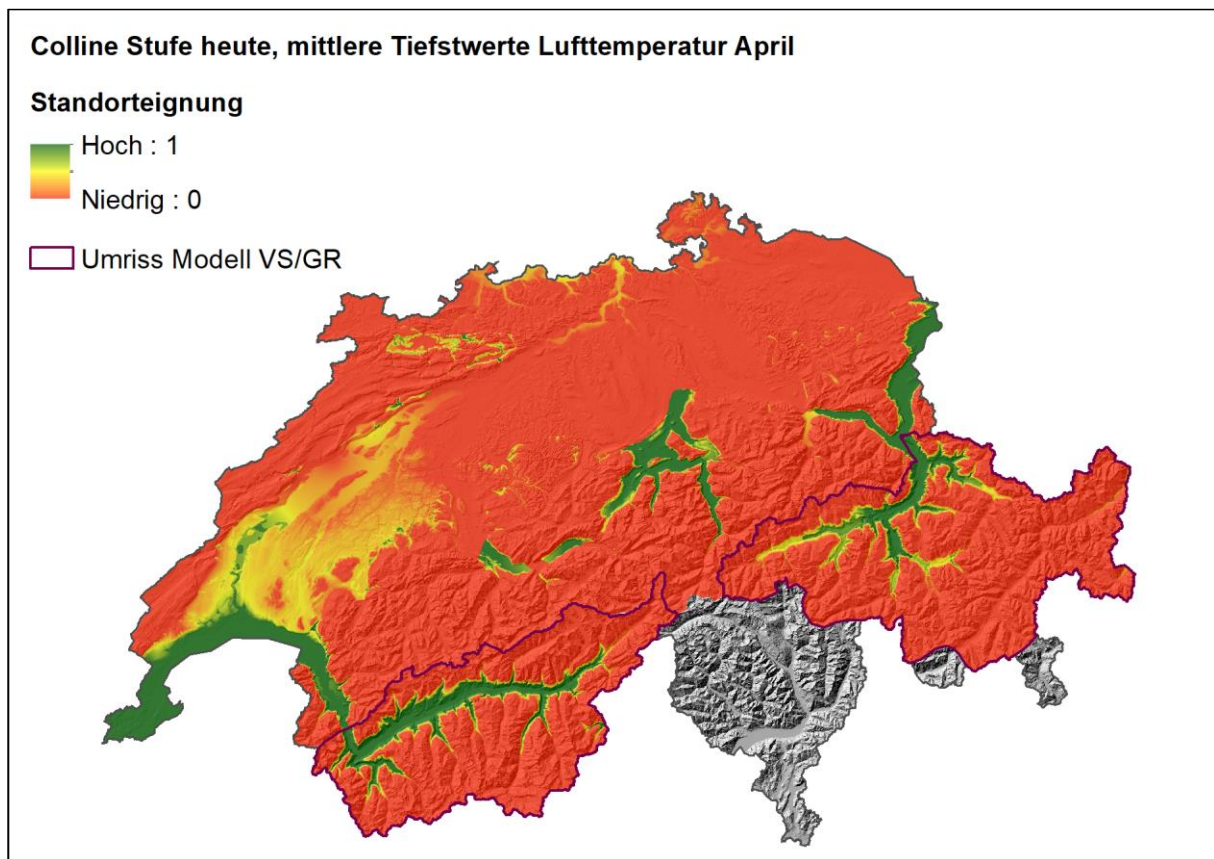 Colline Stufe heute, mittlere Tiefstwerte Lufttemperatur April
Standorteignung
Hoch : 1
Niedrig : 0
Umriss Modell VS/GR